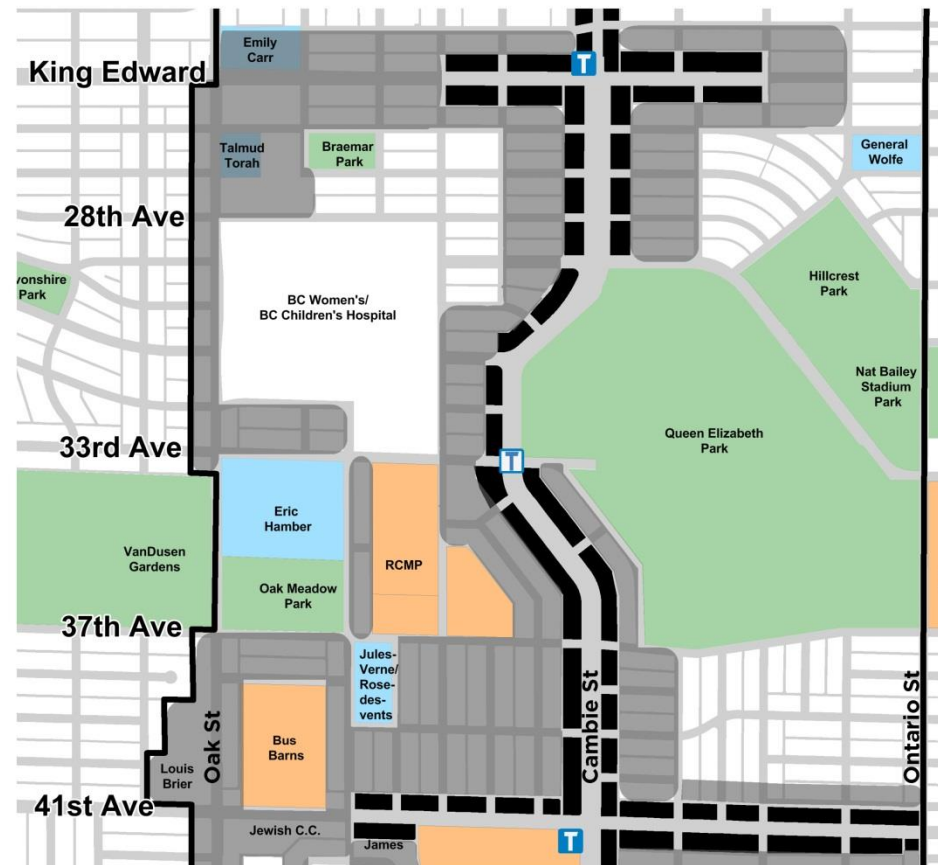 Emily
Carr
King Edward
T
Talmud
Torah
Braemar
Park
General
Wolfe
28th Ave
vonshire
Park
BC Women's/
BC Children's Hospital
Hillcrest
Park
Nat Bailey
Stadium
Park
Queen Elizabeth
Park
33rd Ave
T
Eric
Hamber
VanDusen
Gardens
RCMP
Oak Meadow
Park
37th Ave
Jules-
Verne/
Rose-
des-
vents
Oak St
Cambie St
Ontario St
Bus
Barns
Louis
Brier
41st Ave
Jewish C.C.
James
T